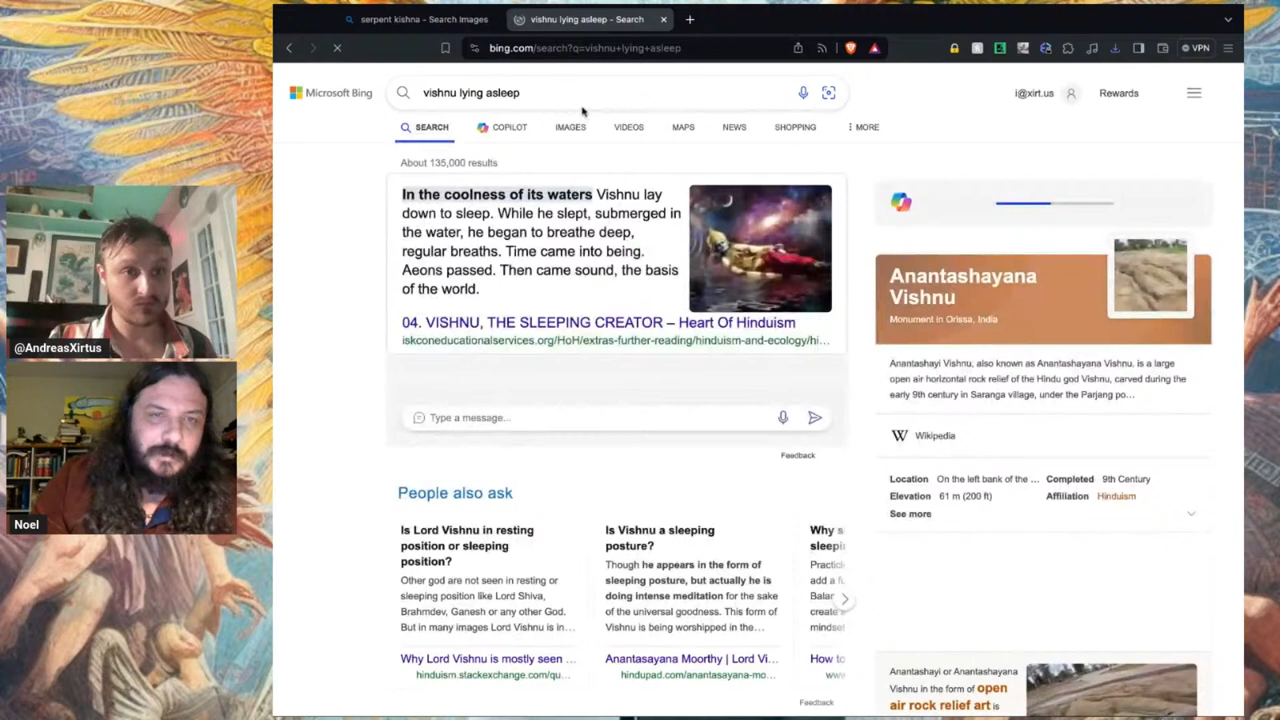 serpent kishna - Search Images
vishnu lying asleep - Search
bing.com/search?q=vishnu+lying+asleep
VPN
Microsoft Bing
vishnu lying asleep
i@xirt.us
Rewards
SEARCH
COPILOT
IMAGES
VIDEOS
MAPS
NEWS
SHOPPING
MORE
About 135,000 results
In the coolness of its waters Vishnu lay
down to sleep. While he slept, submerged in
the water, he began to breathe deep,
regular breaths. Time came into being.
Aeons passed. Then came sound, the basis
of the world.
04. VISHNU, THE SLEEPING CREATOR – Heart Of Hinduism
iskconeducationalservices.org/HoH/extras-further-reading/hinduism-and-ecology/hi...
Type a message...
Feedback
People also ask
Is Lord Vishnu in resting
position or sleeping
position?
Other god are not seen in resting or
sleeping position like Lord Shiva,
Brahmdev, Ganesh or any other God.
But in many images Lord Vishnu is in...
Why Lord Vishnu is mostly seen ...
hinduism.stackexchange.com/qu...
Is Vishnu a sleeping
posture?
Though he appears in the form of
sleeping posture, but actually he is
doing intense meditation for the sake
of the universal goodness. This form of
Vishnu is being worshipped in the...
Anantasayana Moorthy | Lord Vi...
hindupad.com/anantasayana-mo...
Why s
sleepi
Practici
add a fu
Balar
create
mindset
How to
www
Feedback
Anantashayana
Vishnu
Monument in Orissa, India
Anantashayi Vishnu, also known as Anantashayana Vishnu, is a large
open air horizontal rock relief of the Hindu god Vishnu, carved during the
early 9th century in Saranga village, under the Parjang po...
Wikipedia
Location On the left bank of the ... Completed 9th Century
Elevation 61 m (200 ft) Affiliation Hinduism
See more
Anantashayi or Anantashayana
Vishnu in the form of open
air rock relief art is
@AndreasXirtus
Noel